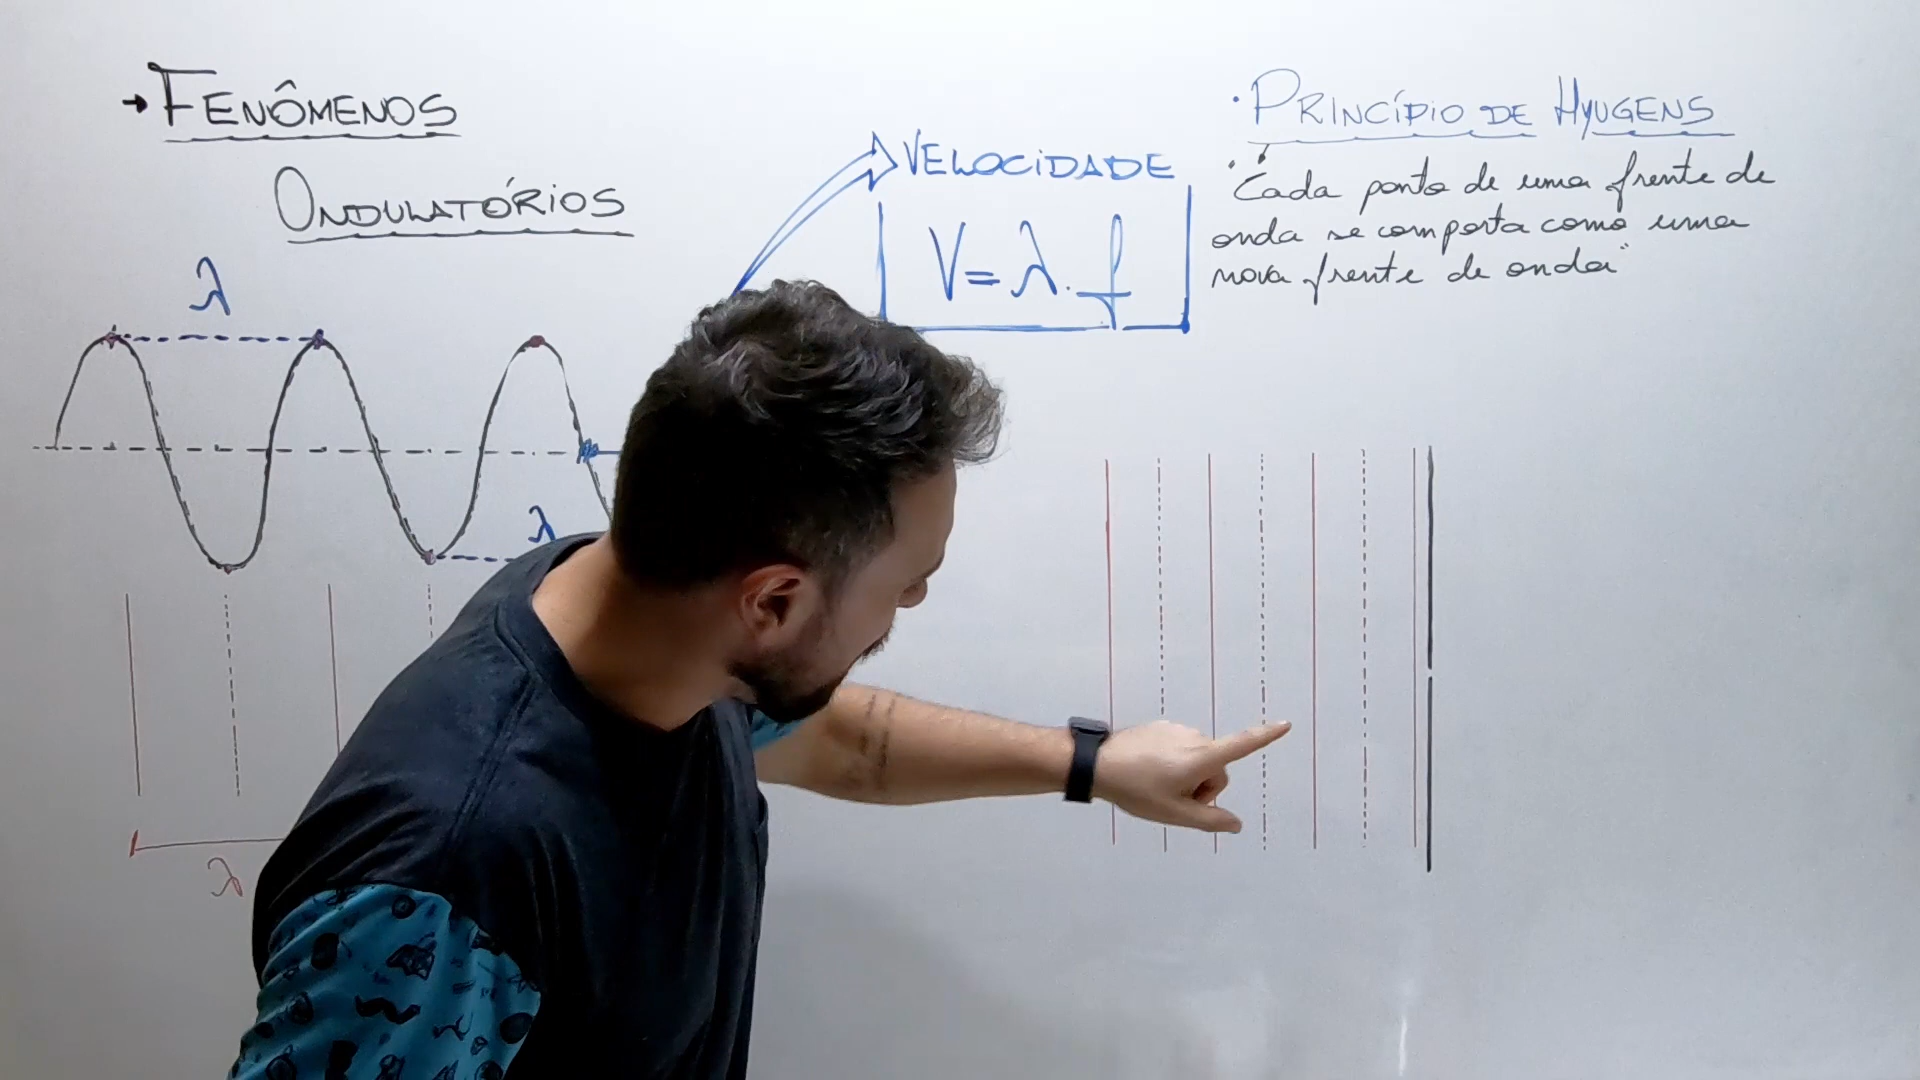 → FENÔMENOS
ONDULATÓRIOS
λ
λ
λ
VELOCIDADE
V = λ . f
• PRINCÍPIO DE HYUGENS
"Cada ponto de uma frente de
onda se comporta como uma
nova frente de onda"